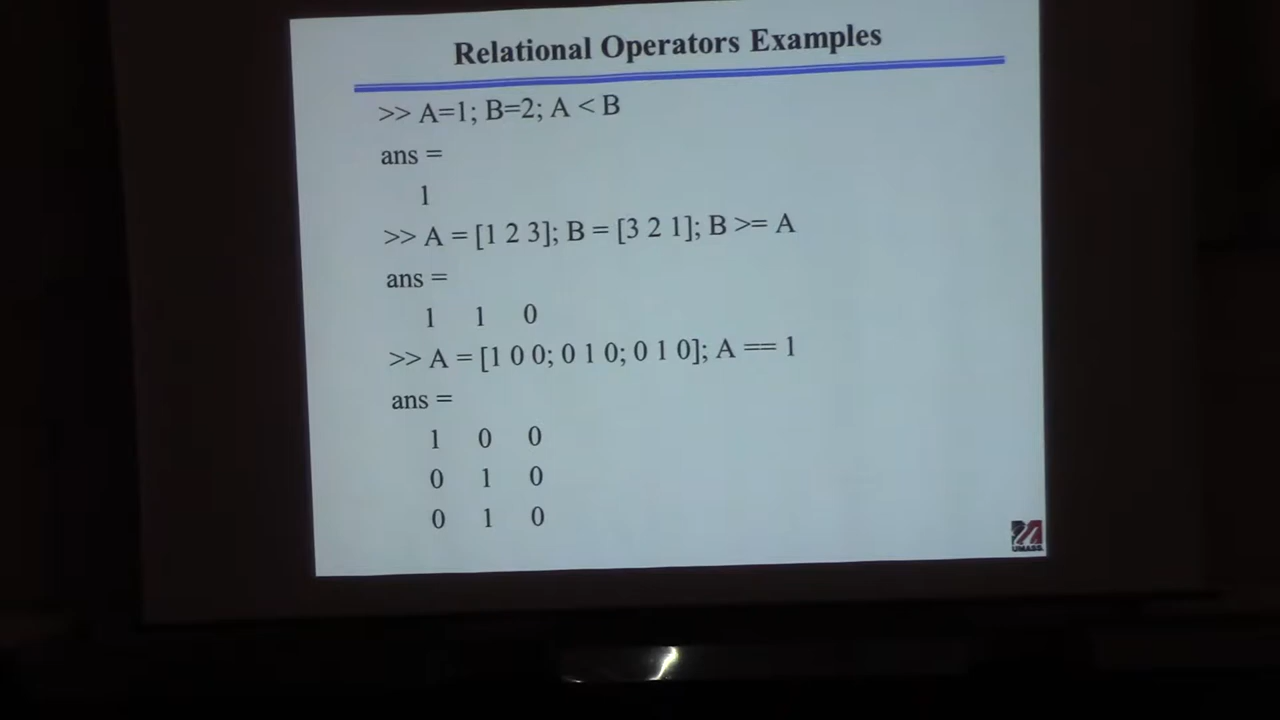 Relational Operators Examples
>> A=1; B=2; A < B
ans =
1
>> A = [1 2 3]; B = [3 2 1]; B >= A
ans =
1 1 0
>> A = [1 0 0; 0 1 0; 0 1 0]; A == 1
ans =
1 0 0
0 1 0
0 1 0
UMASS